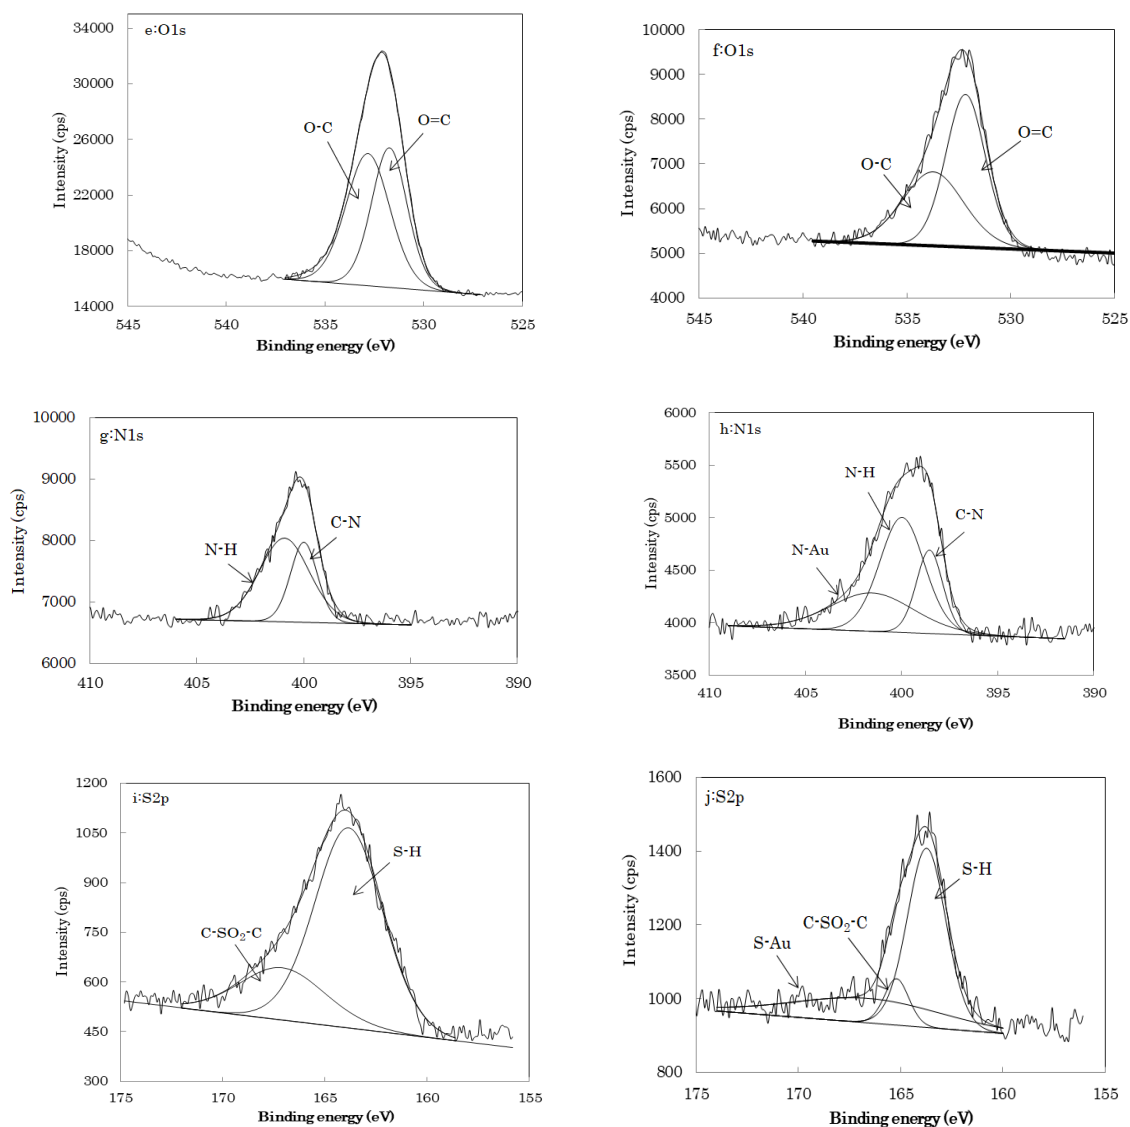 e:O1s
34000
30000
26000
22000
18000
14000
Intensity (cps)
O-C
O=C
545
540
535
530
525
Binding energy (eV)
f:O1s
10000
9000
8000
7000
6000
5000
4000
Intensity (cps)
O-C
O=C
545
540
535
530
525
Binding energy (eV)
g:N1s
10000
9000
8000
7000
6000
Intensity (cps)
N-H
C-N
410
405
400
395
390
Binding energy (eV)
h:N1s
6000
5500
5000
4500
4000
3500
Intensity (cps)
N-H
C-N
N-Au
410
405
400
395
390
Binding energy (eV)
i:S2p
1200
1050
900
750
600
450
300
Intensity (cps)
S-H
C-SO₂-C
175
170
165
160
155
Binding energy (eV)
j:S2p
1600
1400
1200
1000
800
Intensity (cps)
S-H
C-SO₂-C
S-Au
175
170
165
160
155
Binding energy (eV)